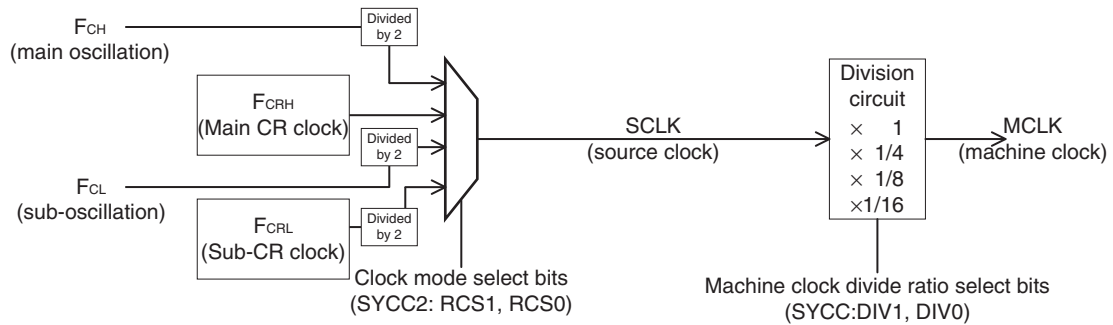 FCH
(main oscillation)
Divided
by 2
FCRH
(Main CR clock)
Divided
by 2
FCL
(sub-oscillation)
FCRL
(Sub-CR clock)
Divided
by 2
Clock mode select bits
(SYCC2: RCS1, RCS0)
SCLK
(source clock)
Division
circuit
× 1
× 1/4
× 1/8
×1/16
MCLK
(machine clock)
Machine clock divide ratio select bits
(SYCC:DIV1, DIV0)